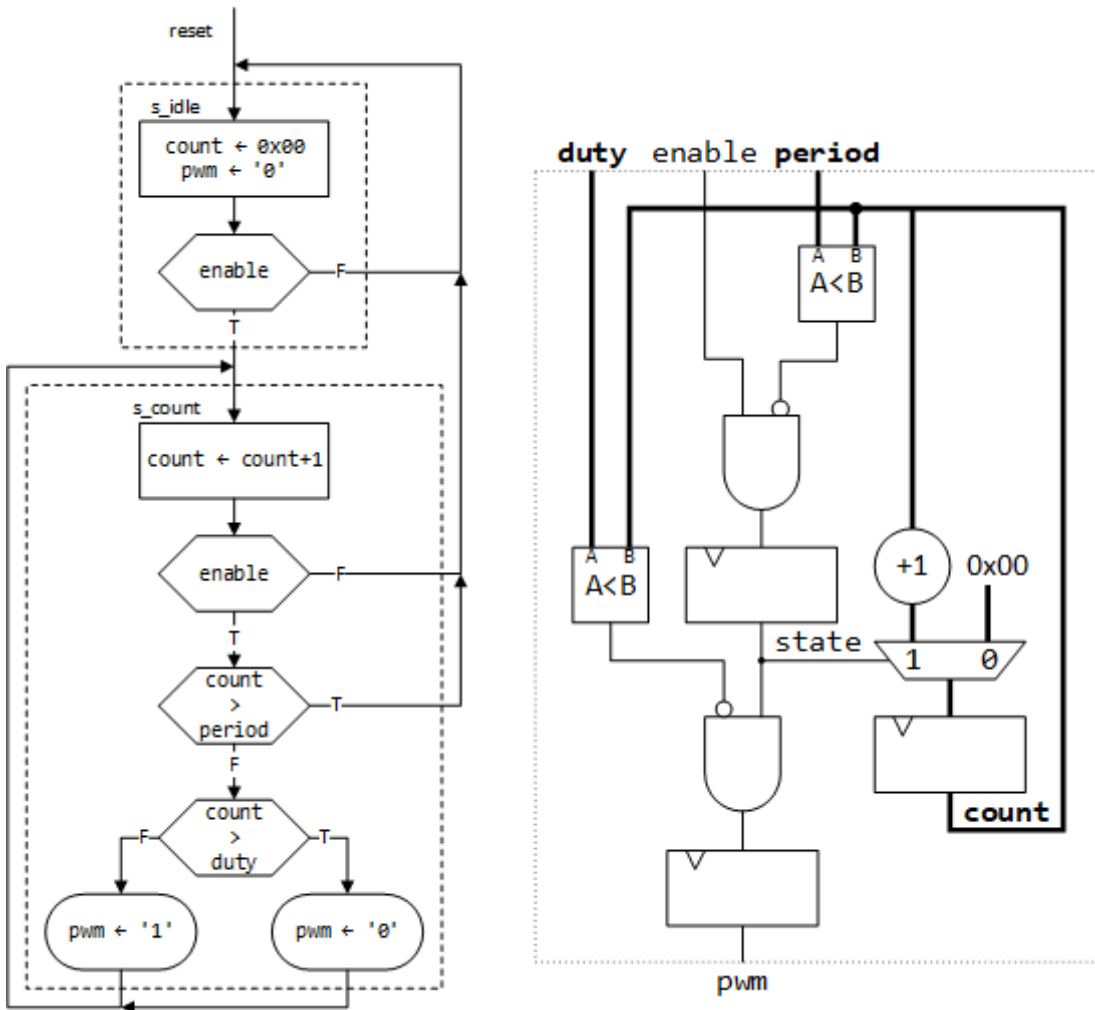 reset
s_idle
count ← 0x00
pwm ← '0'
enable
F
T
s_count
count ← count+1
enable
F
T
count
>
period
T
F
count
>
duty
F
T
pwm ← '1'
pwm ← '0'
duty enable period
A B
A<B
A B
A<B
+1
0x00
state
1 0
count
pwm